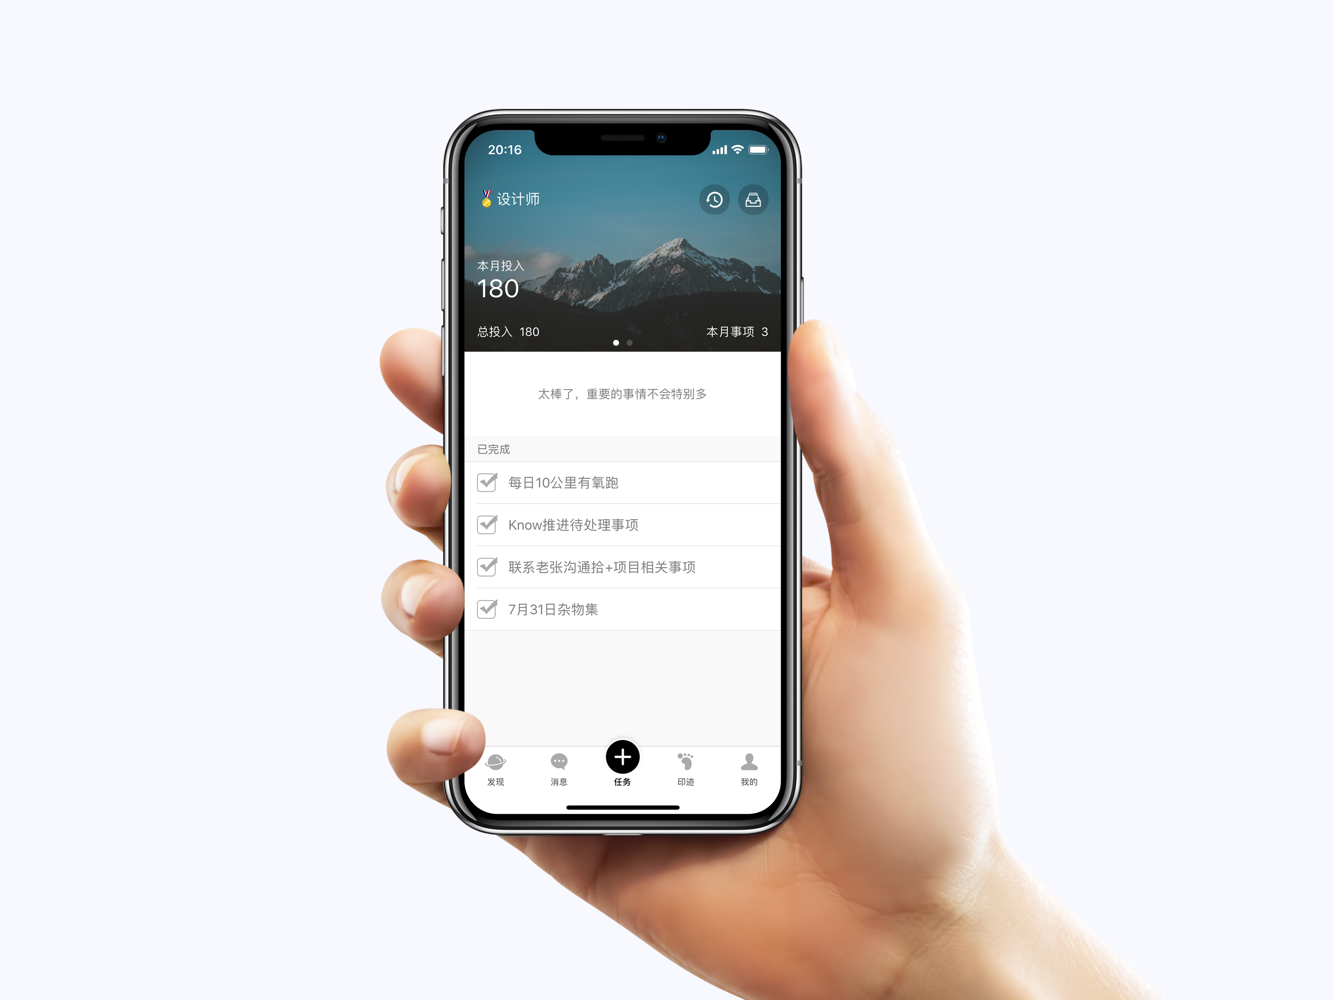 20:16
设计师
本月投入
180
总投入 180
本月事项 3
太棒了，重要的事情不会特别多
已完成
每日10公里有氧跑
Know推进待处理事项
联系老张沟通拾+项目相关事项
7月31日杂物集
发现
消息
任务
印迹
我的